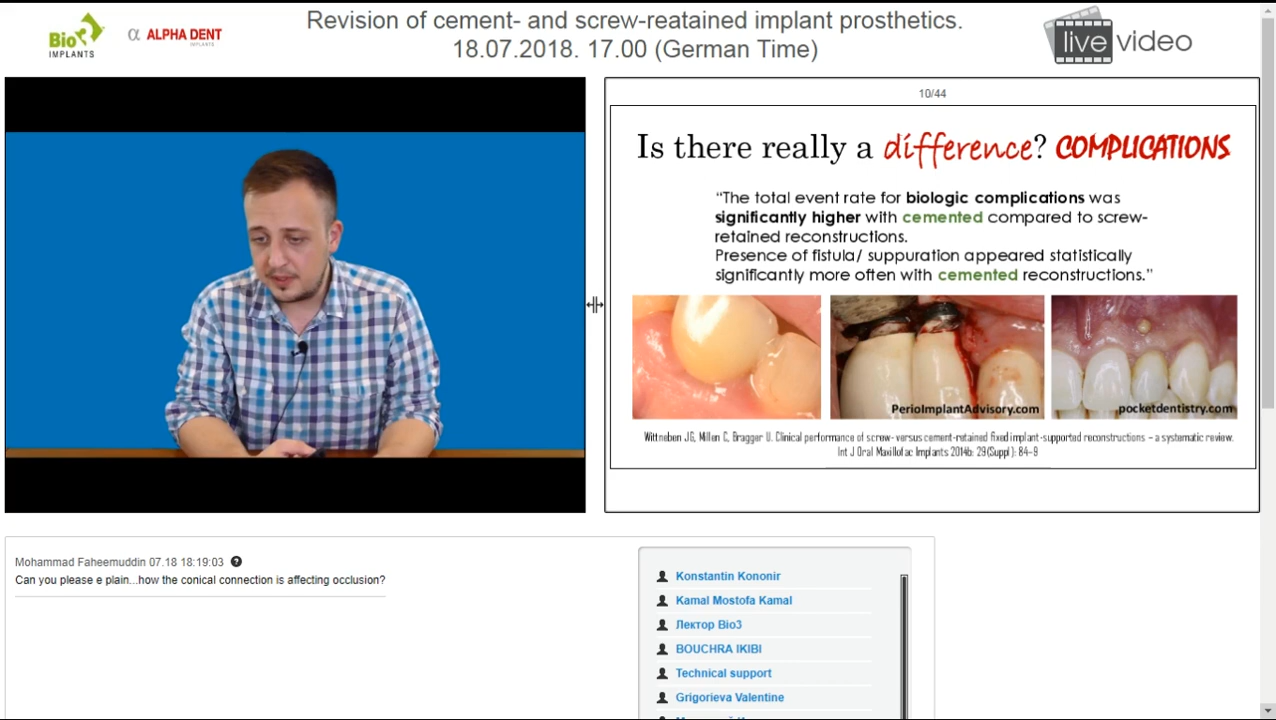 Bio3
IMPLANTS
α ALPHA DENT
IMPLANTS
Revision of cement- and screw-reatained implant prosthetics.
18.07.2018. 17.00 (German Time)
live video
10/44
Is there really a difference? COMPLICATIONS
“The total event rate for biologic complications was
significantly higher with cemented compared to screw-
retained reconstructions.
Presence of fistula/ suppuration appeared statistically
significantly more often with cemented reconstructions.”
PerioImplantAdvisory.com
pocketdentistry.com
Wittneben JG, Millen C, Bragger U. Clinical performance of screw- versus cement-retained fixed implant-supported reconstructions – a systematic review.
Int J Oral Maxillofac Implants 2014b; 29(Suppl): 84–9
Mohammad Faheemuddin 07.18 18:19:03 ?
Can you please e plain...how the conical connection is affecting occlusion?
Konstantin Kononir
Kamal Mostofa Kamal
Лектор Bio3
BOUCHRA IKIBI
Technical support
Grigorieva Valentine